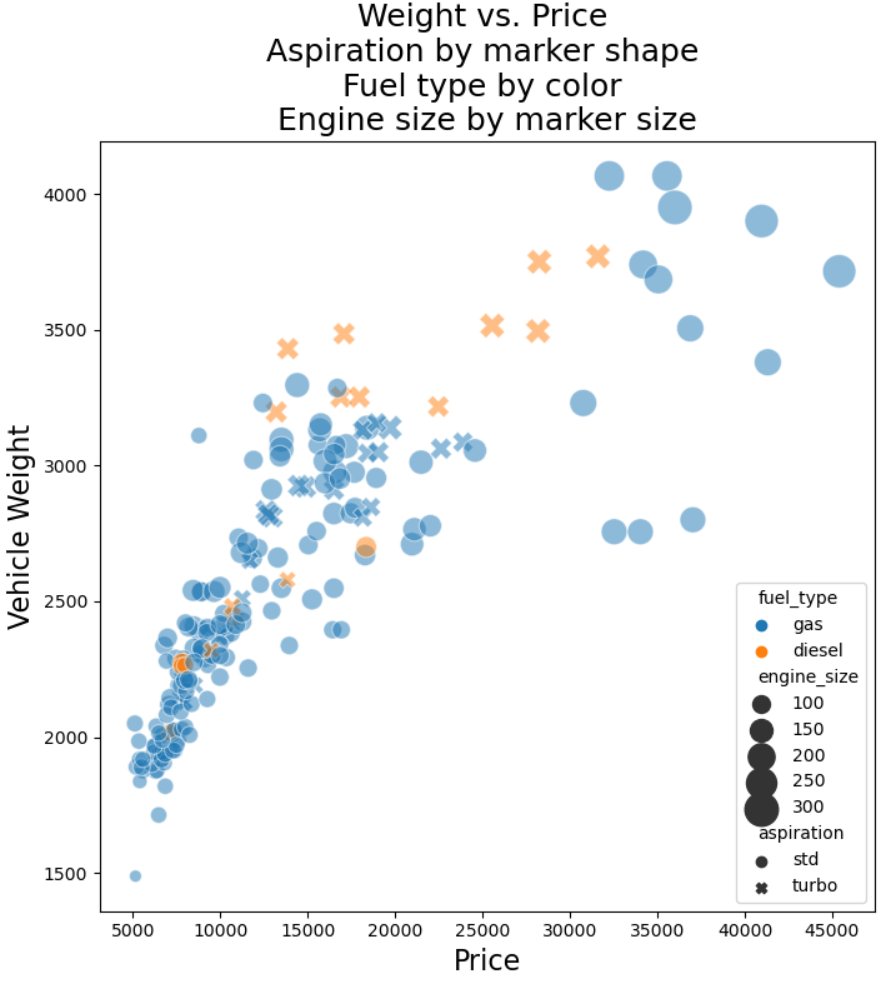 Weight vs. Price
Aspiration by marker shape
Fuel type by color
Engine size by marker size
4000
3500
3000
2500
2000
1500
Vehicle Weight
5000 10000 15000 20000 25000 30000 35000 40000 45000
Price
fuel_type
gas
diesel
engine_size
100
150
200
250
300
aspiration
std
turbo